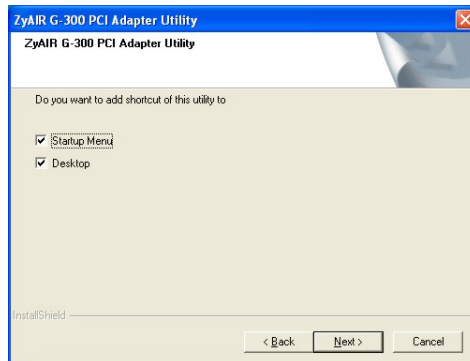 ZyAIR G-300 PCI Adapter Utility
ZyAIR G-300 PCI Adapter Utility
Do you want to add shortcut of this utility to
Startup Menu
Desktop
InstallShield
< Back Next > Cancel